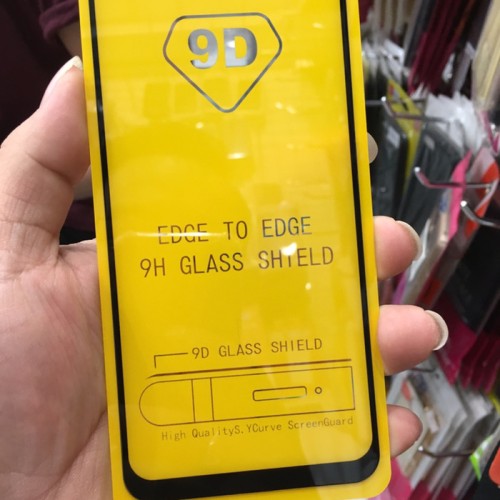 9D
EDGE TO EDGE
9H GLASS SHIELD
9D GLASS SHIELD
High QualityS.YCurve ScreenGuard